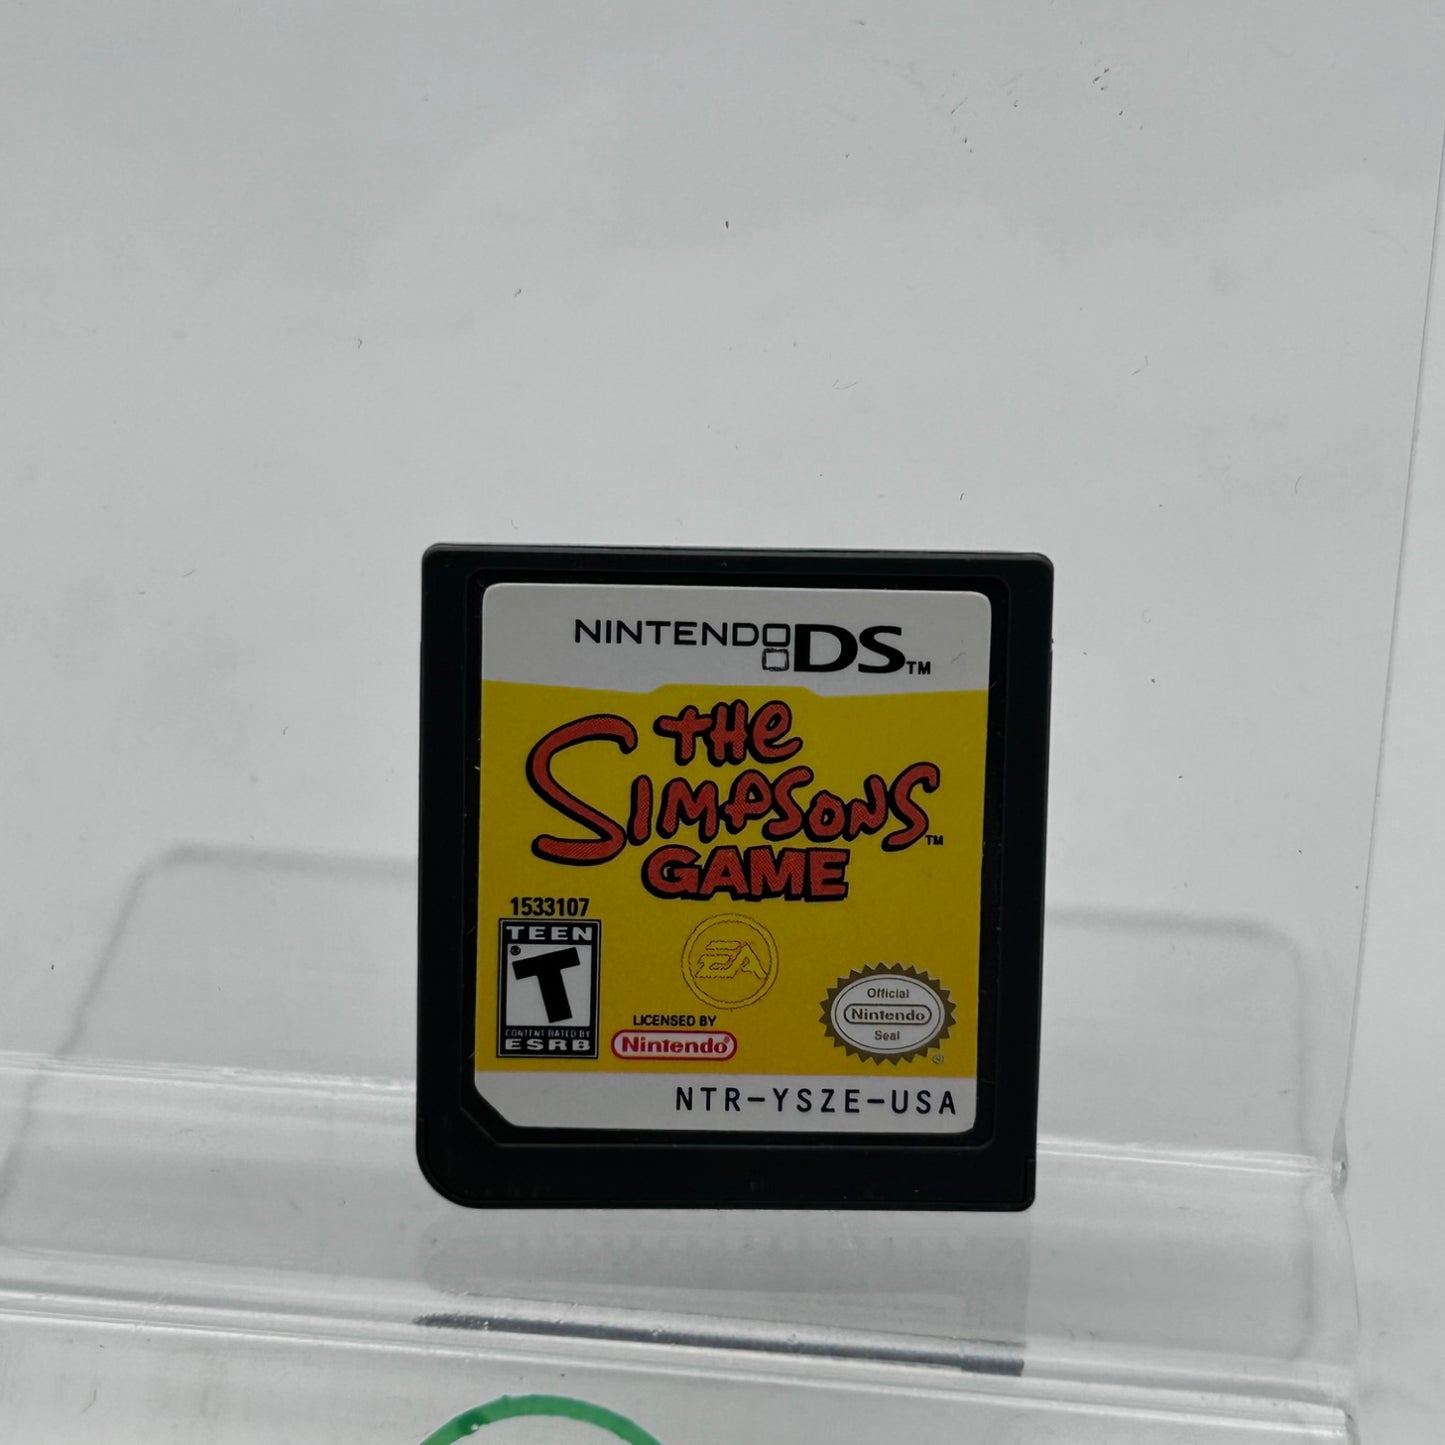 NINTENDO DS™
THE
SIMPSONS™
GAME
1533107
TEEN
T®
CONTENT RATED BY
ESRB
EA
LICENSED BY
Nintendo®
Official
Nintendo
Seal
®
NTR-YSZE-USA